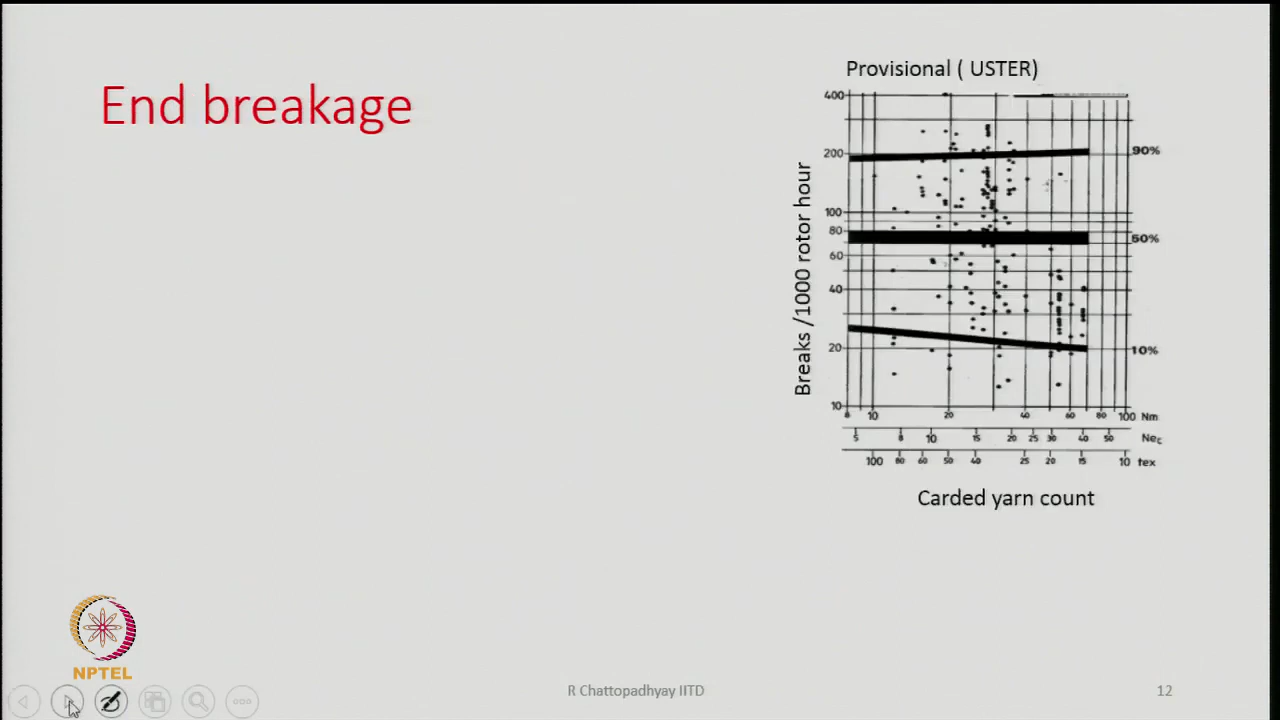 End breakage
Provisional ( USTER)
Breaks /1000 rotor hour
400
200
100
80
60
40
20
10
90%
50%
10%
8 10 20 40 60 80 100 Nm
5 8 10 15 20 25 30 40 50 Nec
100 80 60 50 40 25 20 15 10 tex
Carded yarn count
NPTEL
R Chattopadhyay IITD
12